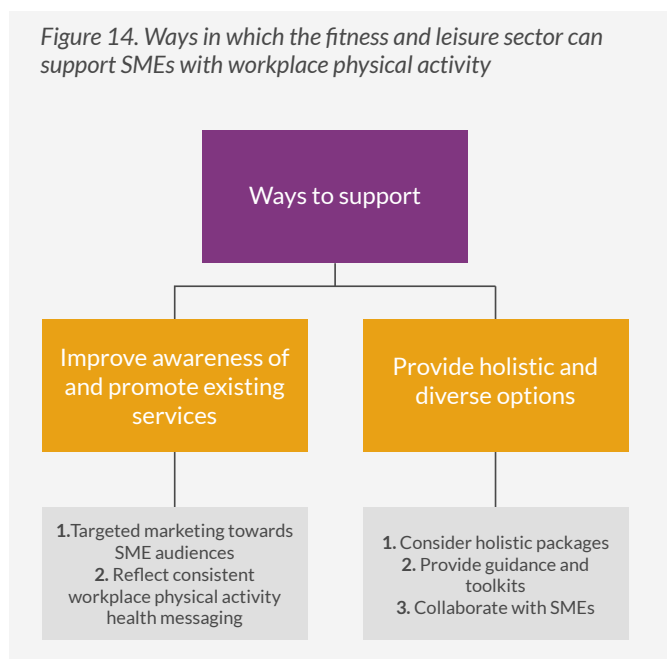 Figure 14. Ways in which the fitness and leisure sector can
support SMEs with workplace physical activity
Ways to support
Improve awareness of
and promote existing
services
Provide holistic and
diverse options
1.Targeted marketing towards
SME audiences
2. Reflect consistent
workplace physical activity
health messaging
1. Consider holistic packages
2. Provide guidance and
toolkits
3. Collaborate with SMEs